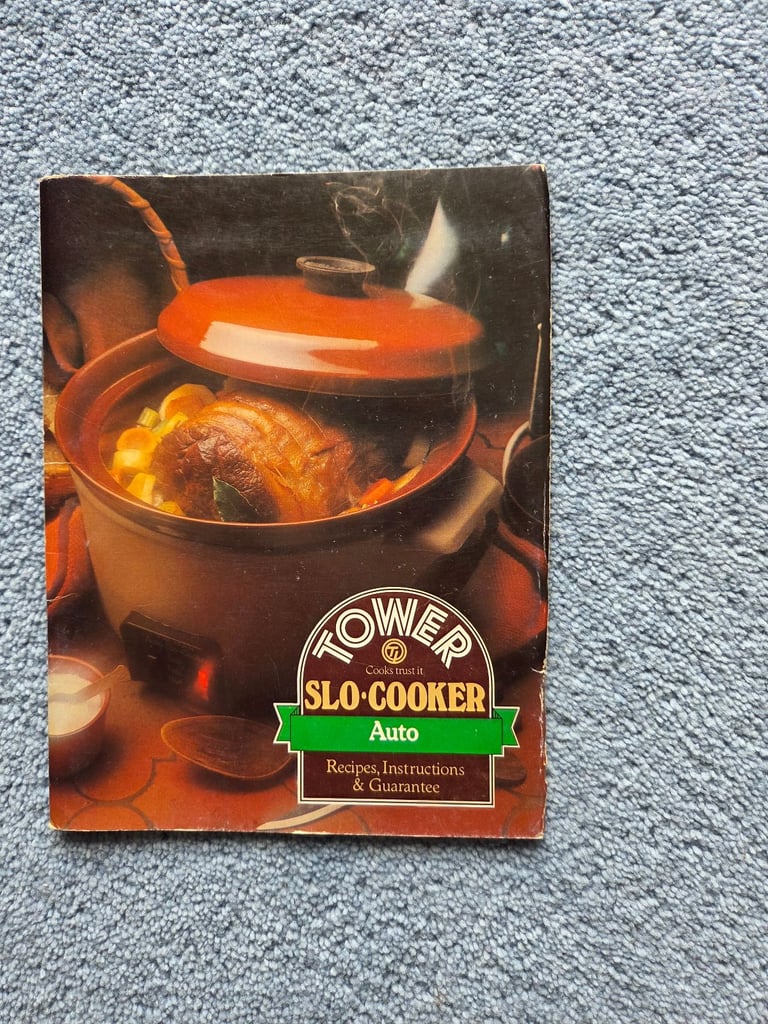 TOWER
Cooks trust it
SLO·COOKER
Auto
Recipes, Instructions
& Guarantee